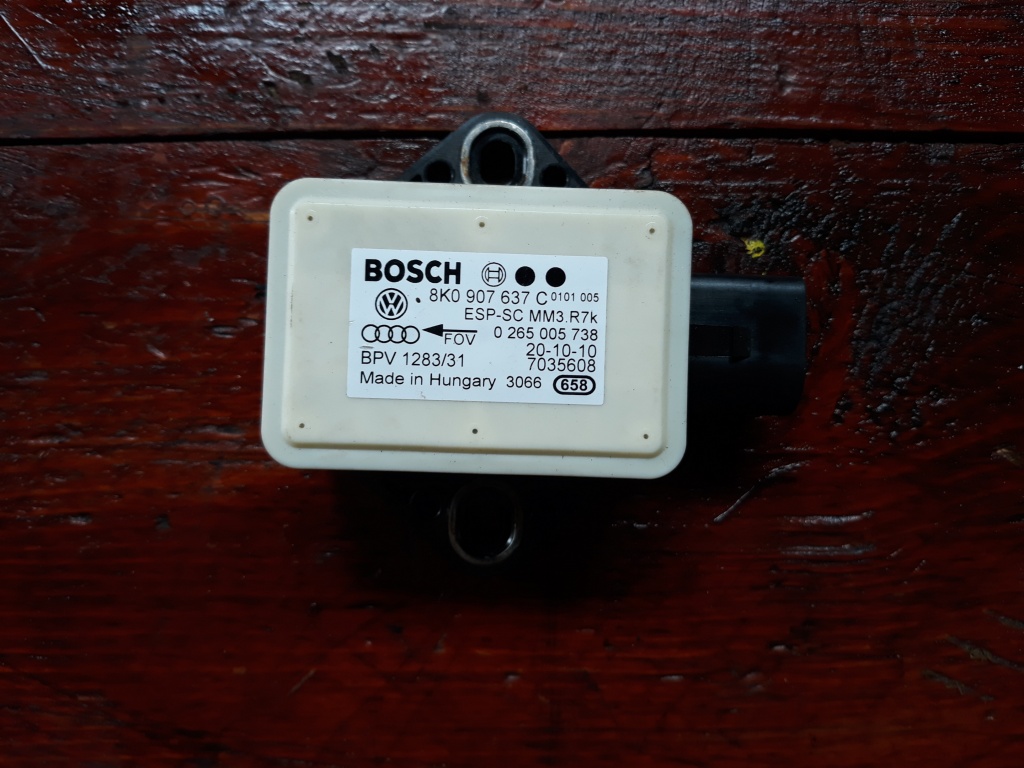 BOSCH
8K0 907 637 C 0101 005
ESP-SC MM3.R7k
FOV 0 265 005 738
20-10-10
BPV 1283/31 7035608
Made in Hungary 3066 658